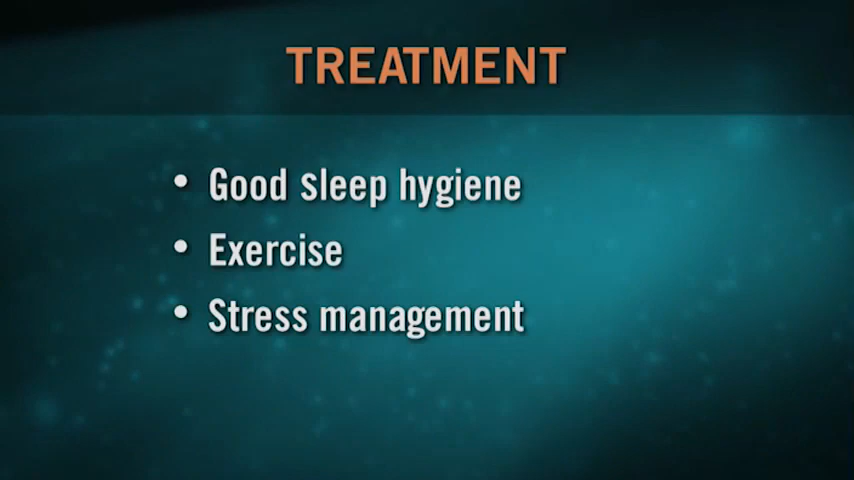 TREATMENT
• Good sleep hygiene
• Exercise
• Stress management